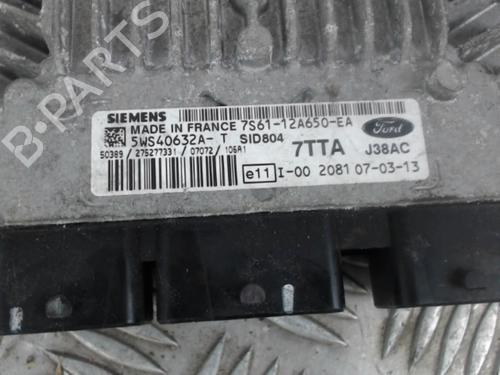 SIEMENS
MADE IN FRANCE 7S61-12A650-EA
5WS40632A-T SID804
50389 / 275277331 / 07072 / 106A1
7TTA
Ford
J38AC
e11 I-00 2081 07-03-13
B-PARTS